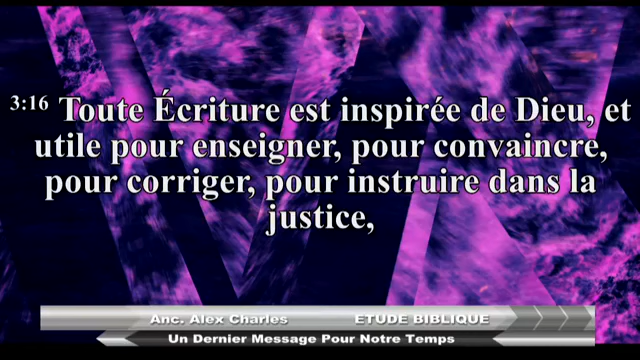 3:16 Toute Écriture est inspirée de Dieu, et
utile pour enseigner, pour convaincre,
pour corriger, pour instruire dans la
justice,
Anc. Alex Charles ETUDE BIBLIQUE
Un Dernier Message Pour Notre Temps